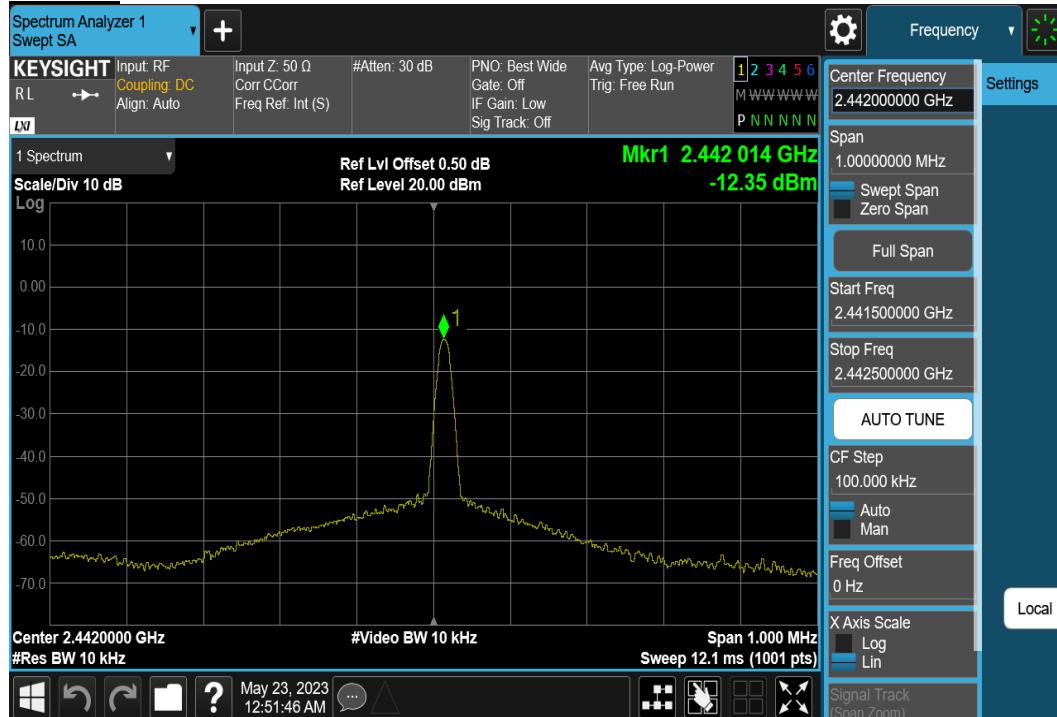 Spectrum Analyzer 1
Swept SA
+
Frequency
KEYSIGHT
RL
LXI
Input: RF
Coupling: DC
Align: Auto
Input Z: 50 Ω
Corr CCorr
Freq Ref: Int (S)
#Atten: 30 dB
PNO: Best Wide
Gate: Off
IF Gain: Low
Sig Track: Off
Avg Type: Log-Power
Trig: Free Run
1 2 3 4 5 6
M W W W W W
P N N N N N
1 Spectrum
Scale/Div 10 dB
Log
Ref Lvl Offset 0.50 dB
Ref Level 20.00 dBm
Mkr1 2.442 014 GHz
-12.35 dBm
10.0
0.00
-10.0
-20.0
-30.0
-40.0
-50.0
-60.0
-70.0
1
Center 2.4420000 GHz
#Res BW 10 kHz
#Video BW 10 kHz
Span 1.000 MHz
Sweep 12.1 ms (1001 pts)
?
May 23, 2023
12:51:46 AM
Center Frequency
2.442000000 GHz
Span
1.00000000 MHz
Swept Span
Zero Span
Full Span
Start Freq
2.441500000 GHz
Stop Freq
2.442500000 GHz
AUTO TUNE
CF Step
100.000 kHz
Auto
Man
Freq Offset
0 Hz
X Axis Scale
Log
Lin
Signal Track
(Span Zoom)
Settings
Local